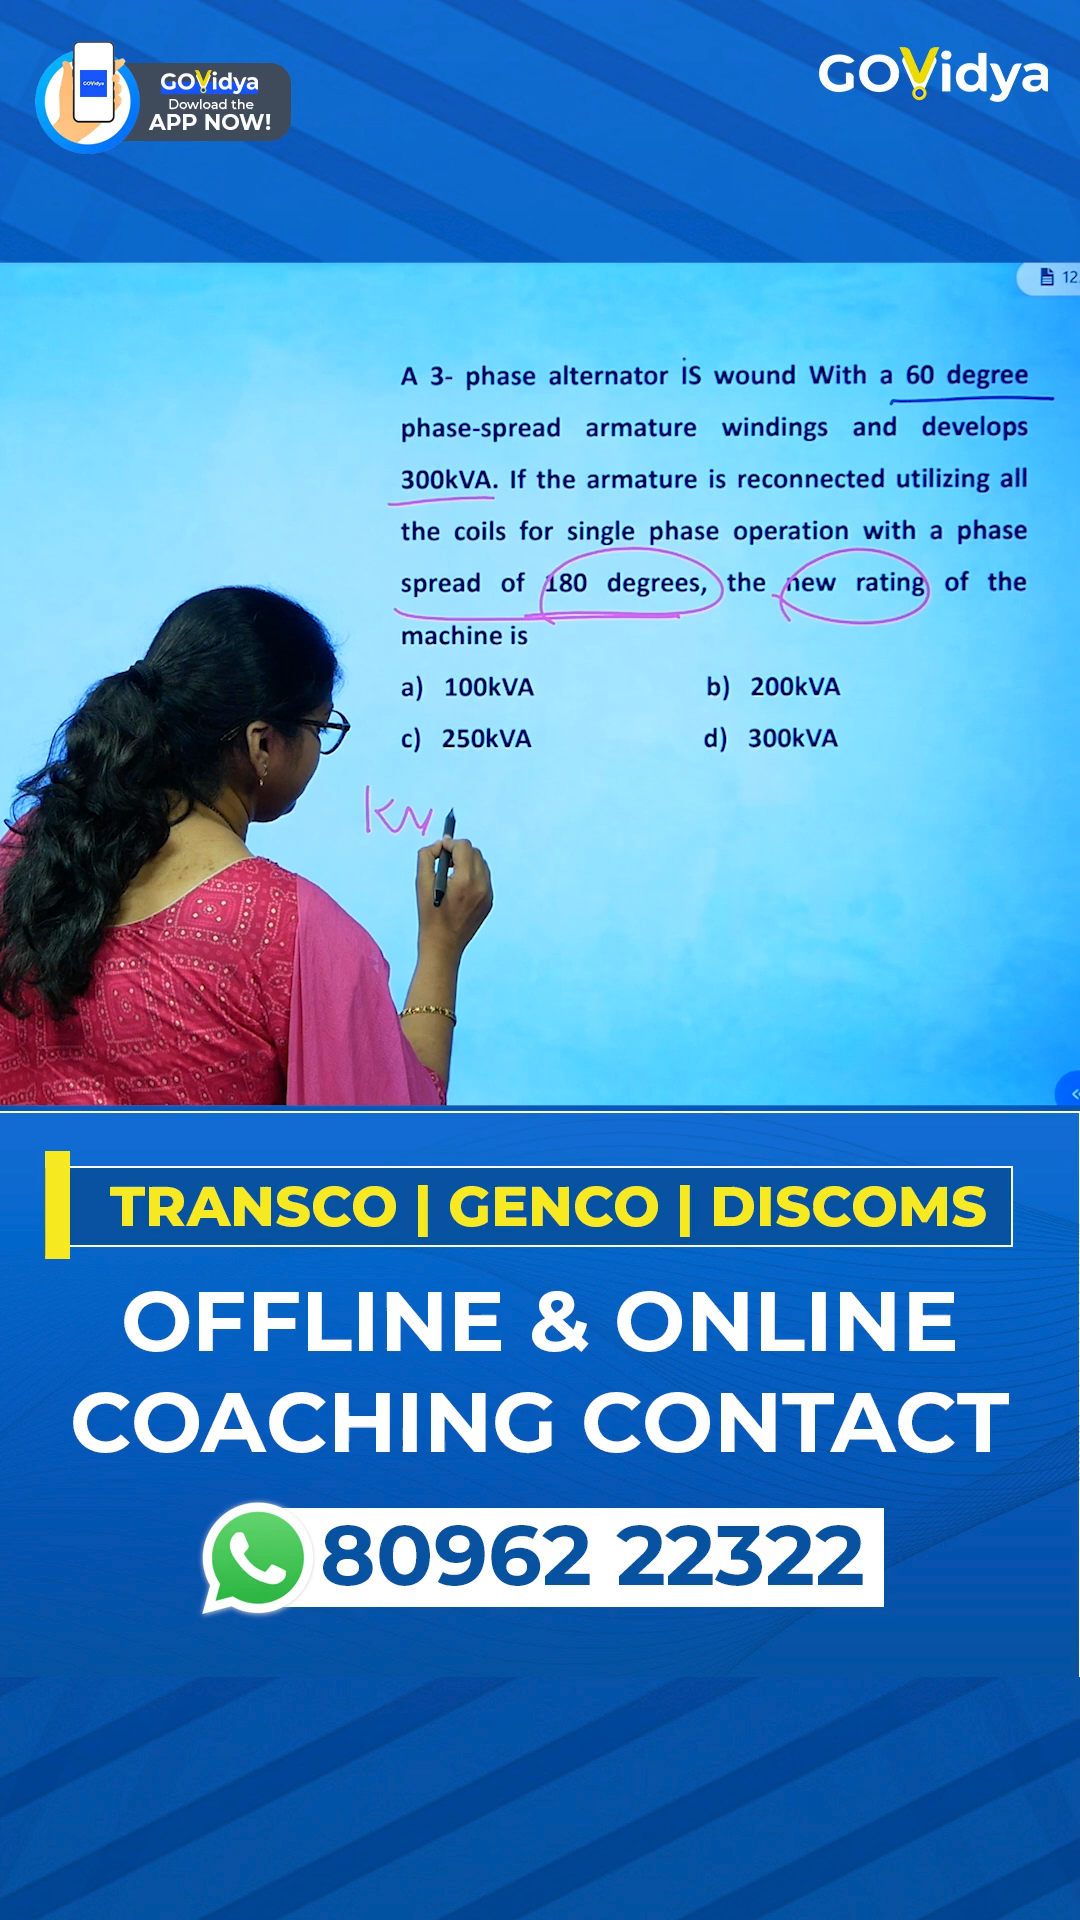 GOVidya
Dowload the
APP NOW!
GOVidya
12
A 3- phase alternator iS wound With a 60 degree
phase-spread armature windings and develops
300kVA. If the armature is reconnected utilizing all
the coils for single phase operation with a phase
spread of 180 degrees, the new rating of the
machine is
a) 100kVA b) 200kVA
c) 250kVA d) 300kVA
TRANSCO | GENCO | DISCOMS
OFFLINE & ONLINE
COACHING CONTACT
80962 22322